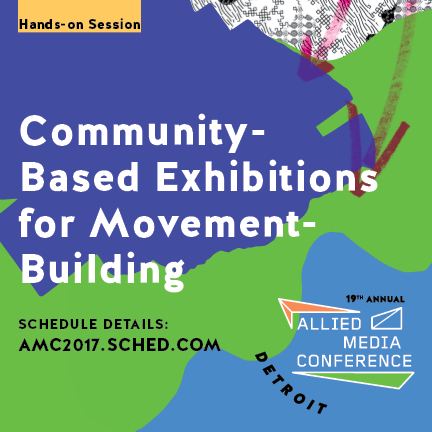 Hands-on Session
Community-
Based Exhibitions
for Movement-
Building
SCHEDULE DETAILS:
AMC2017.SCHED.COM
19TH ANNUAL
ALLIED
MEDIA
CONFERENCE
DETROIT